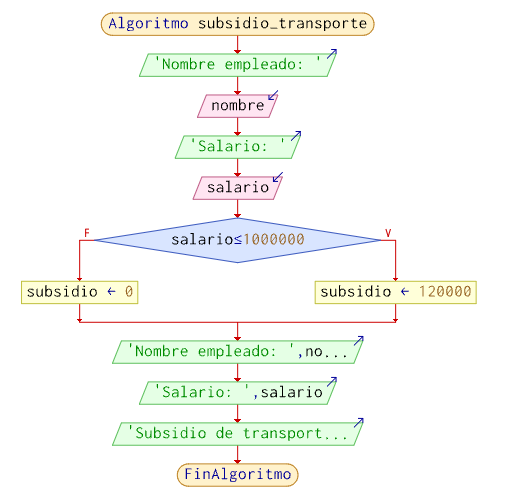 Algoritmo subsidio_transporte
'Nombre empleado: '
nombre
'Salario: '
salario
salario≤1000000
F
V
subsidio ← 0
subsidio ← 120000
'Nombre empleado: ',no...
'Salario: ',salario
'Subsidio de transport...
FinAlgoritmo